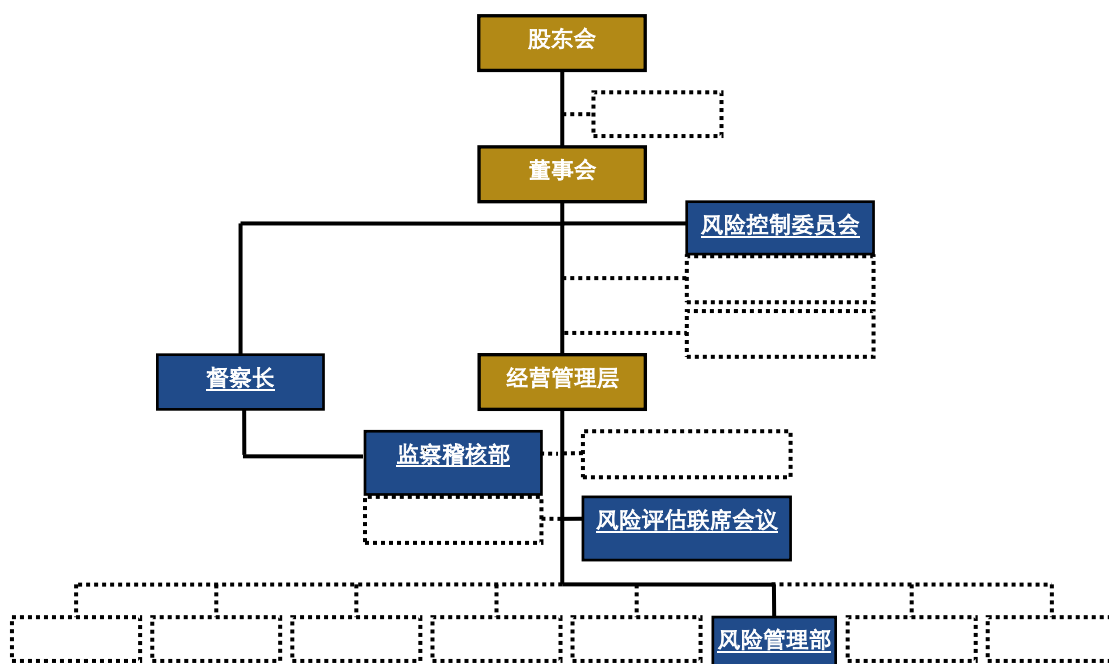 股东会
董事会
风险控制委员会
督察长
经营管理层
监察稽核部
风险评估联席会议
风险管理部